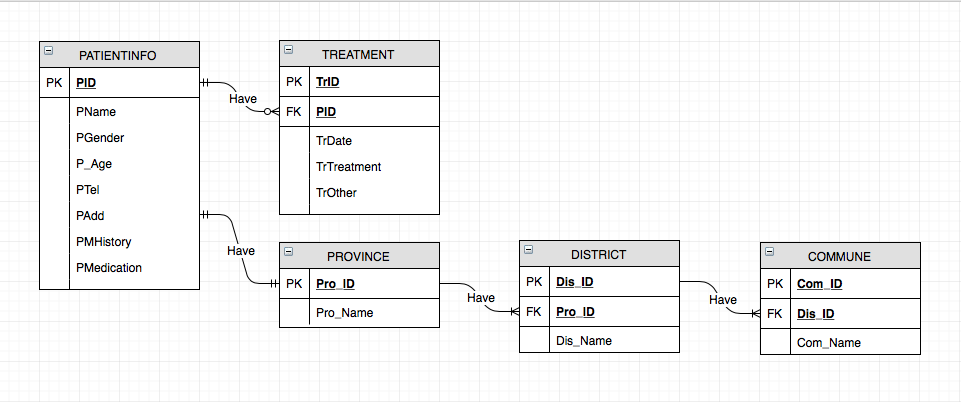 PATIENTINFO
PK PID
PName
PGender
P_Age
PTel
PAdd
PMHistory
PMedication
Have
TREATMENT
PK TrID
FK PID
TrDate
TrTreatment
TrOther
Have
PROVINCE
PK Pro_ID
Pro_Name
Have
DISTRICT
PK Dis_ID
FK Pro_ID
Dis_Name
Have
COMMUNE
PK Com_ID
FK Dis_ID
Com_Name